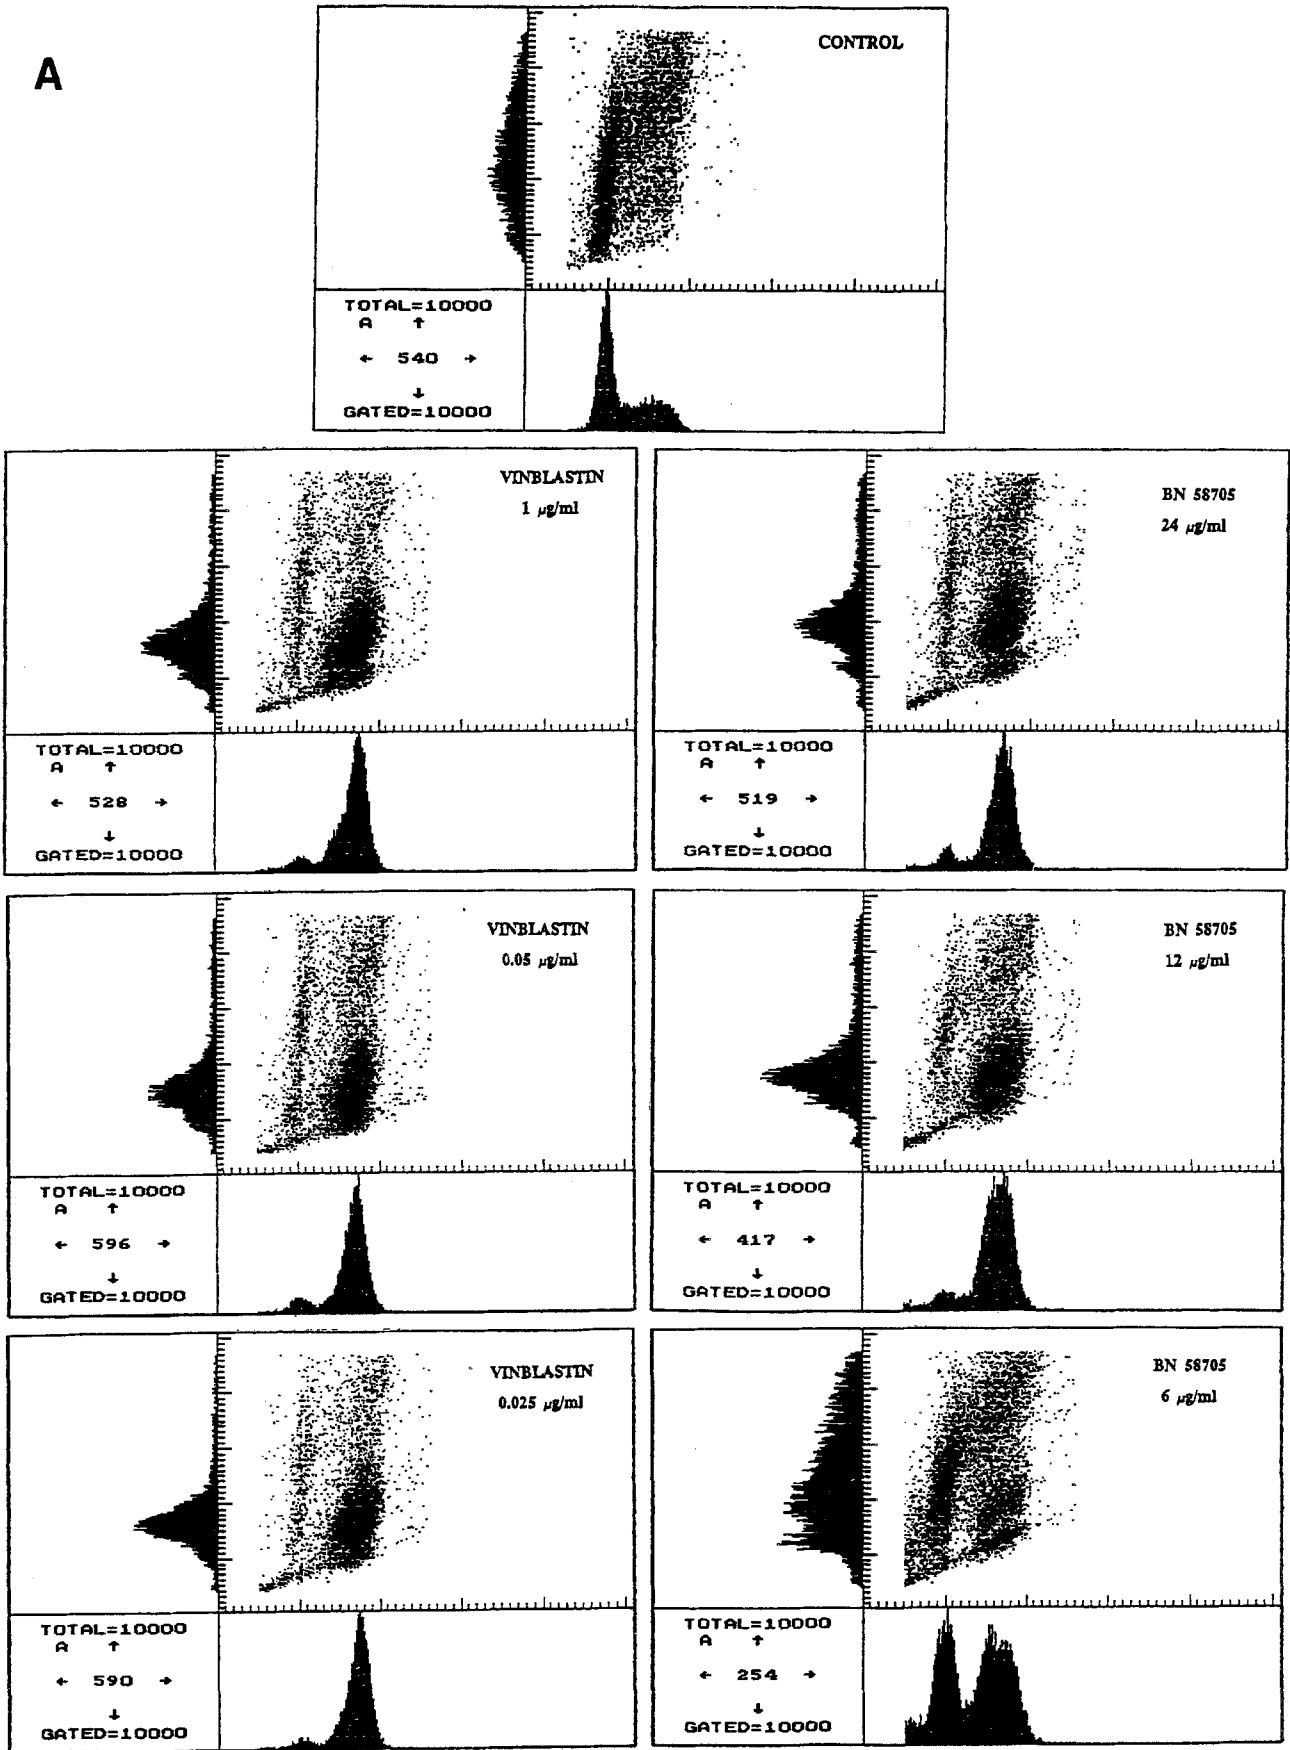 A
CONTROL
TOTAL=10000
A ↑
← 540 →
↓
GATED=10000
VINBLASTIN
1 µg/ml
TOTAL=10000
A ↑
← 528 →
↓
GATED=10000
BN 58705
24 µg/ml
TOTAL=10000
A ↑
← 519 →
↓
GATED=10000
VINBLASTIN
0.05 µg/ml
TOTAL=10000
A ↑
← 596 →
↓
GATED=10000
BN 58705
12 µg/ml
TOTAL=10000
A ↑
← 417 →
↓
GATED=10000
VINBLASTIN
0.025 µg/ml
TOTAL=10000
A ↑
← 590 →
↓
GATED=10000
BN 58705
6 µg/ml
TOTAL=10000
A ↑
← 254 →
↓
GATED=10000